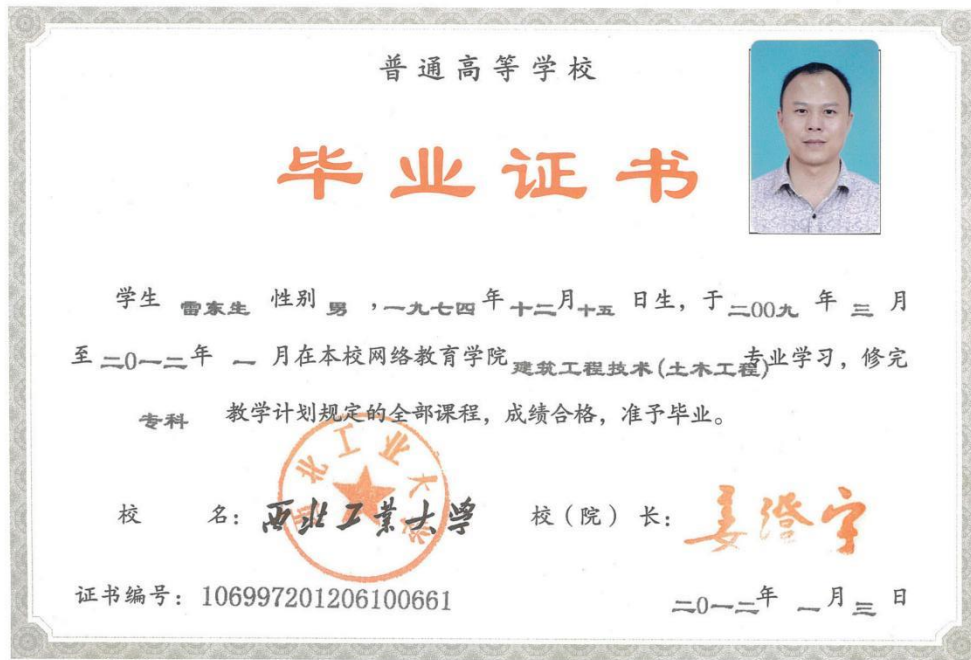 普通高等学校
毕业证书
学生 雷东生 性别 男 ,一九七四 年 十二月十五 日生，于二00九 年 三 月
至二0一二年 一 月在本校网络教育学院建筑工程技术(土木工程)专业学习，修完
专科 教学计划规定的全部课程，成绩合格，准予毕业。
西北工业大学
校 名：西北工业大学 校（院）长：姜澄宇
证书编号：106997201206100661 二0一二年 一月三 日